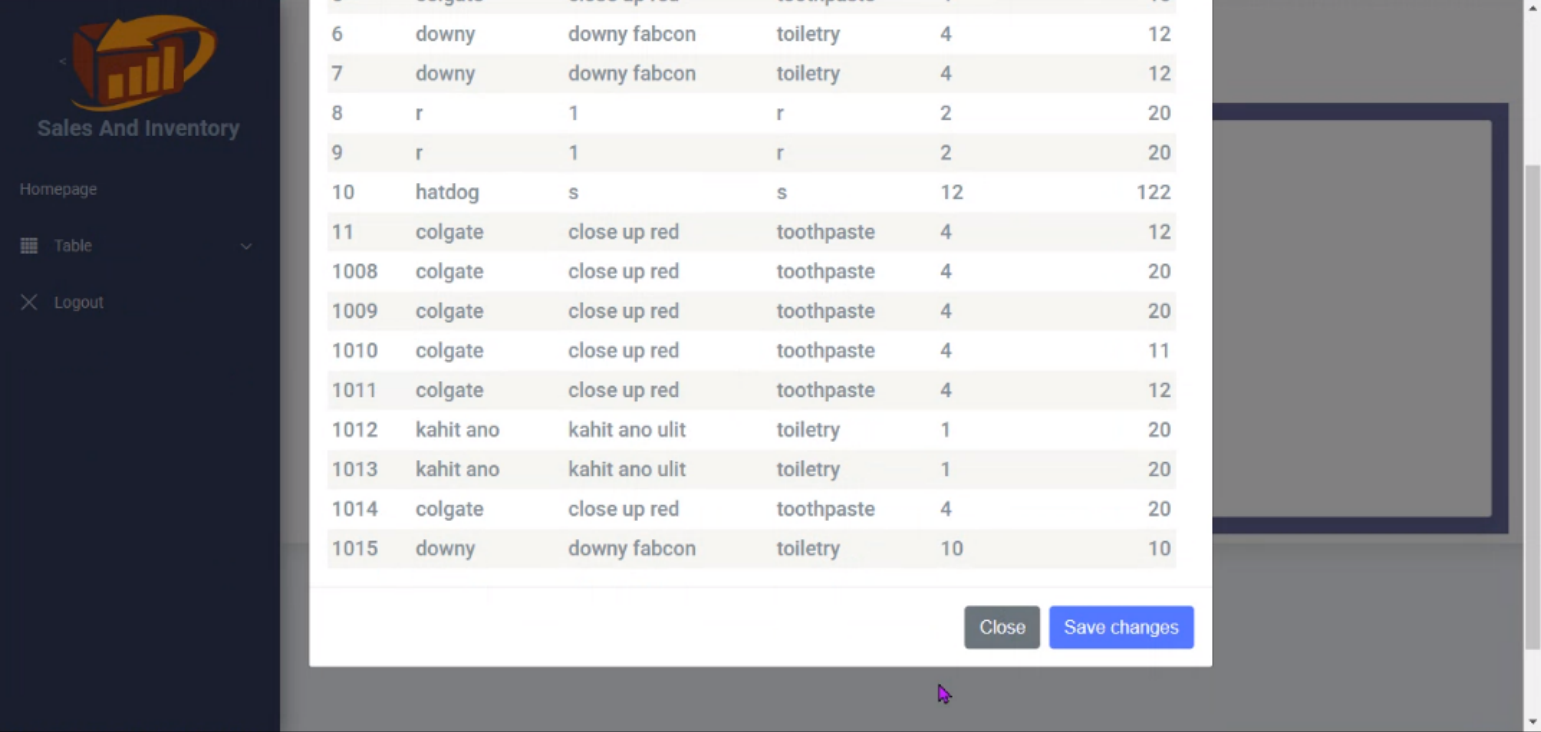 5 colgate close up red toothpaste 4
6 downy downy fabcon toiletry 4 12
7 downy downy fabcon toiletry 4 12
8 r 1 r 2 20
9 r 1 r 2 20
10 hatdog s s 12 122
11 colgate close up red toothpaste 4 12
1008 colgate close up red toothpaste 4 20
1009 colgate close up red toothpaste 4 20
1010 colgate close up red toothpaste 4 11
1011 colgate close up red toothpaste 4 12
1012 kahit ano kahit ano ulit toiletry 1 20
1013 kahit ano kahit ano ulit toiletry 1 20
1014 colgate close up red toothpaste 4 20
1015 downy downy fabcon toiletry 10 10
Close Save changes
<
Sales And Inventory
Homepage
Table
Logout